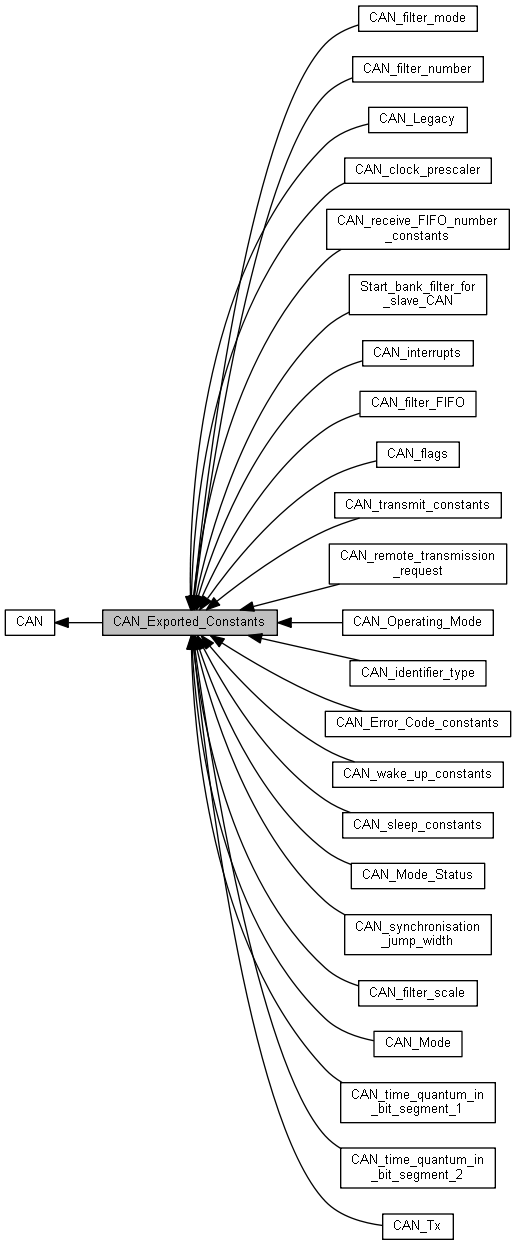 CAN_filter_mode
CAN_filter_number
CAN_Legacy
CAN_clock_prescaler
CAN_receive_FIFO_number
_constants
Start_bank_filter_for
_slave_CAN
CAN_interrupts
CAN_filter_FIFO
CAN_flags
CAN_transmit_constants
CAN_remote_transmission
_request
CAN
CAN_Exported_Constants
CAN_Operating_Mode
CAN_identifier_type
CAN_Error_Code_constants
CAN_wake_up_constants
CAN_sleep_constants
CAN_Mode_Status
CAN_synchronisation
_jump_width
CAN_filter_scale
CAN_Mode
CAN_time_quantum_in
_bit_segment_1
CAN_time_quantum_in
_bit_segment_2
CAN_Tx